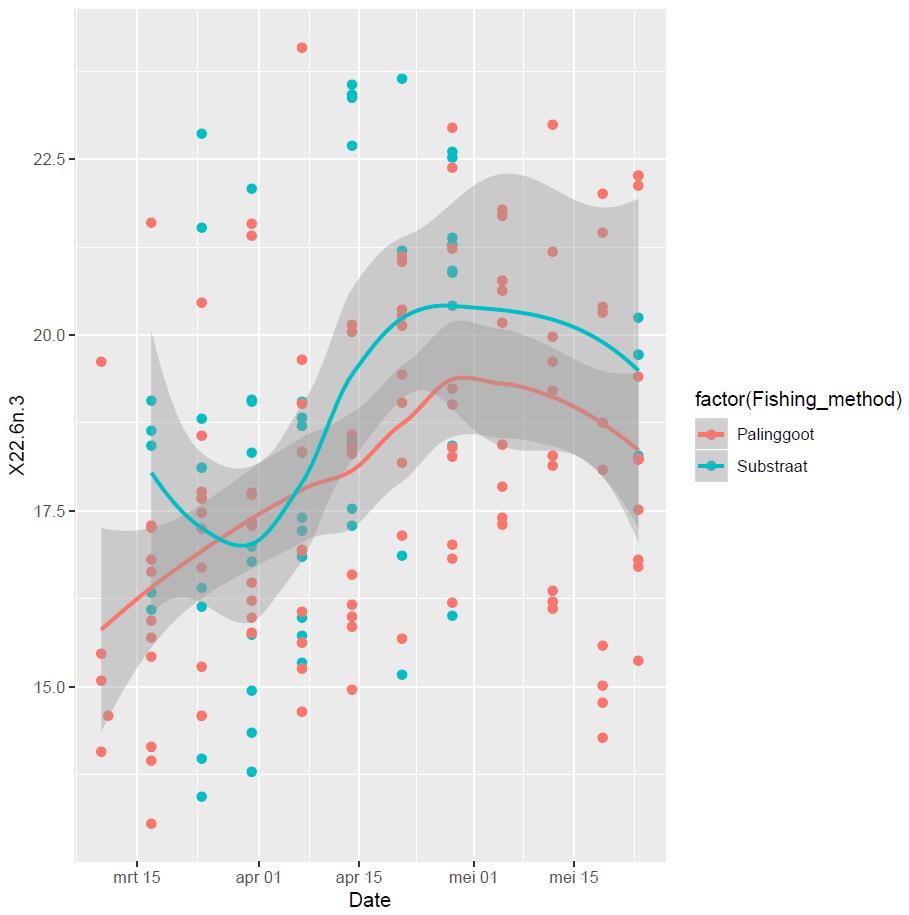 X22.6n.3
22.5
20.0
17.5
15.0
mrt 15 apr 01 apr 15 mei 01 mei 15
Date
factor(Fishing_method)
Palinggoot
Substraat